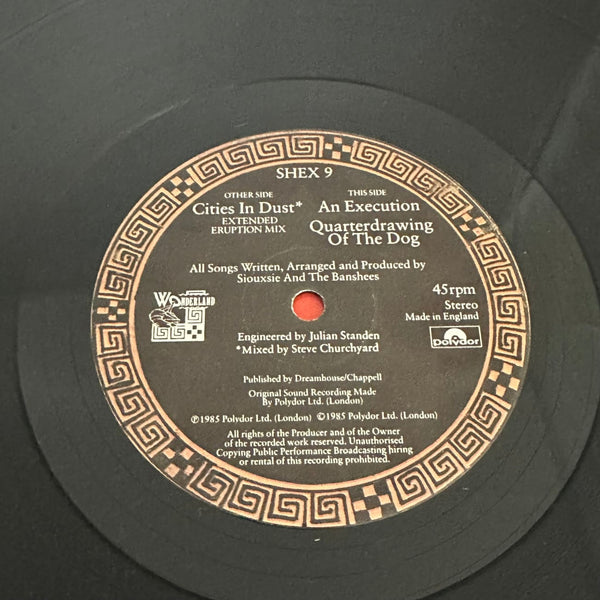 SHEX 9
OTHER SIDE
Cities In Dust*
EXTENDED
ERUPTION MIX
THIS SIDE
An Execution
Quarterdrawing
Of The Dog
All Songs Written, Arranged and Produced by
Siouxsie And The Banshees
WONDERLAND
45rpm
Stereo
Made in England
polydor
Engineered by Julian Standen
*Mixed by Steve Churchyard
Published by Dreamhouse/Chappell
Original Sound Recording Made
By Polydor Ltd. (London)
℗1985 Polydor Ltd. (London) ©1985 Polydor Ltd. (London)
All rights of the Producer and of the Owner
of the recorded work reserved. Unauthorised
Copying Public Performance Broadcasting hiring
or rental of this recording prohibited.